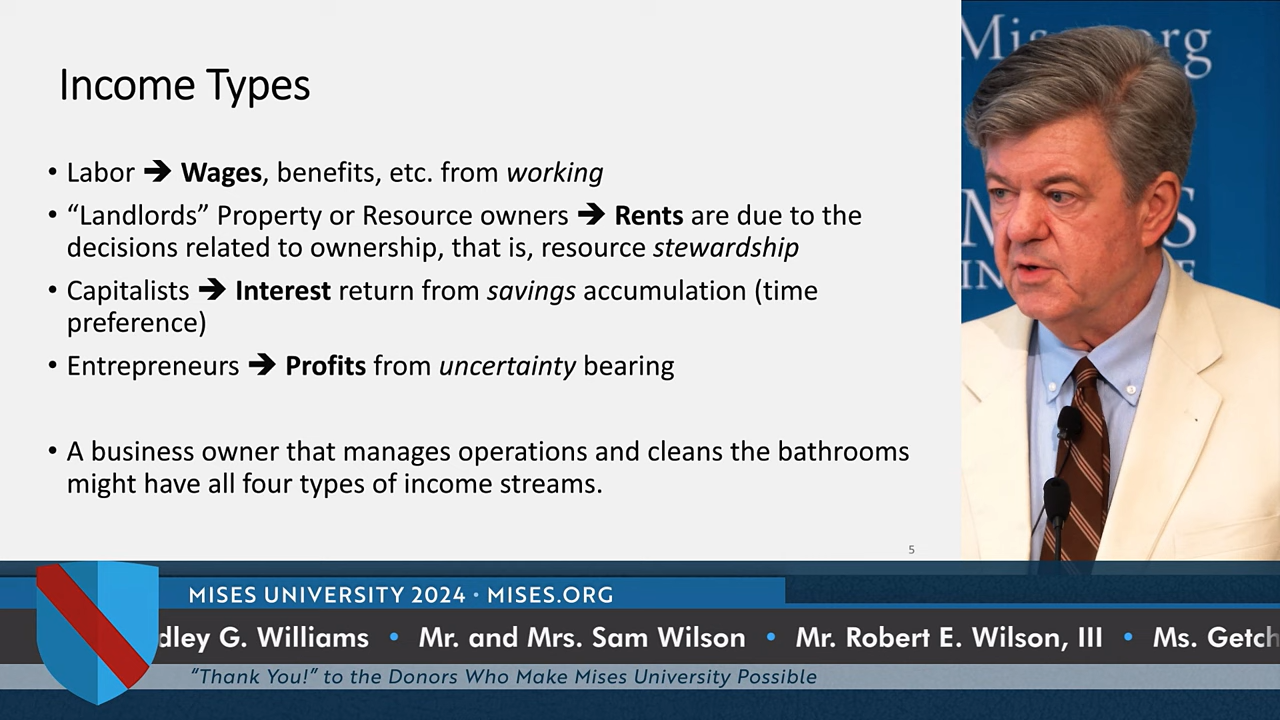 Income Types
• Labor ➔ Wages, benefits, etc. from working
• “Landlords” Property or Resource owners ➔ Rents are due to the
decisions related to ownership, that is, resource stewardship
• Capitalists ➔ Interest return from savings accumulation (time
preference)
• Entrepreneurs ➔ Profits from uncertainty bearing
• A business owner that manages operations and cleans the bathrooms
might have all four types of income streams.
5
MISES UNIVERSITY 2024 • MISES.ORG
dley G. Williams • Mr. and Mrs. Sam Wilson • Mr. Robert E. Wilson, III • Ms. Getch
“Thank You!” to the Donors Who Make Mises University Possible